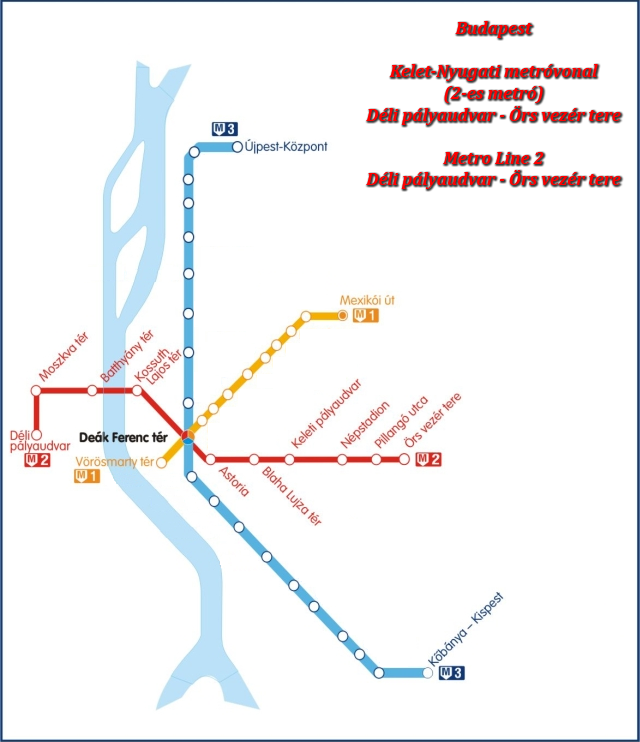 Budapest
Kelet-Nyugati metróvonal
(2-es metró)
Déli pályaudvar - Örs vezér tere
Metro Line 2
Déli pályaudvar - Örs vezér tere
M 3
Újpest-Központ
Mexikói út
M 1
Moszkva tér
Batthyány tér
Kossuth
Lajos tér
Déli
pályaudvar
M 2
Deák Ferenc tér
Vörösmarty tér
M 1
Astoria
Blaha Lujza tér
Keleti pályaudvar
Népstadion
Pillangó utca
Örs vezér tere
M 2
Kőbánya – Kispest
M 3